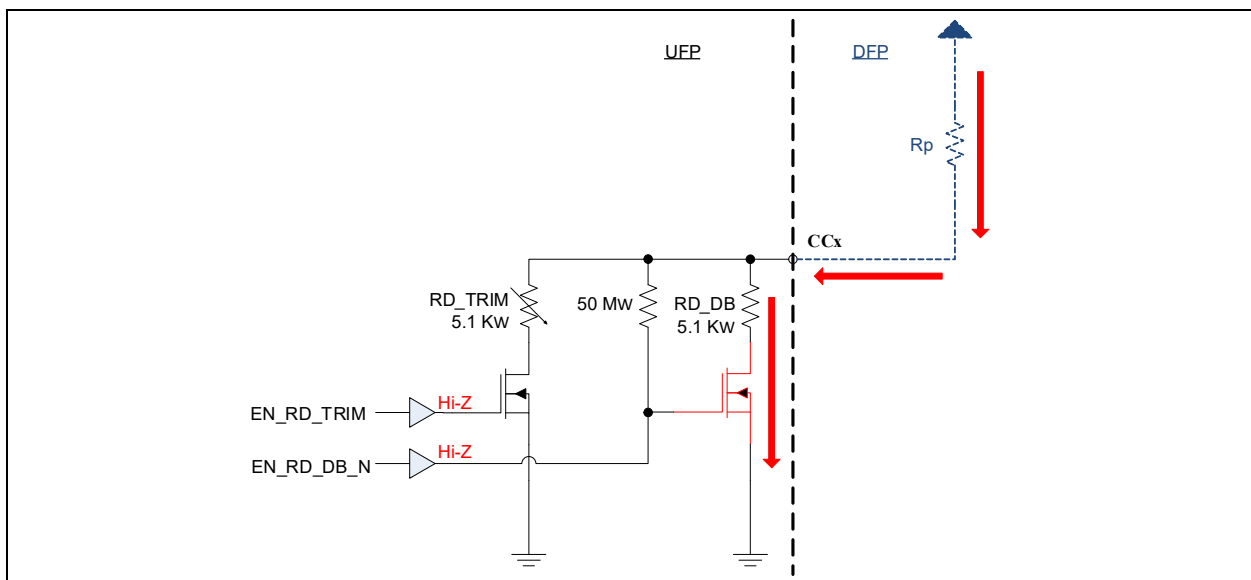 UFP
DFP
Rp
CCx
RD_TRIM
5.1 Kw
50 Mw
RD_DB
5.1 Kw
EN_RD_TRIM
Hi-Z
EN_RD_DB_N
Hi-Z